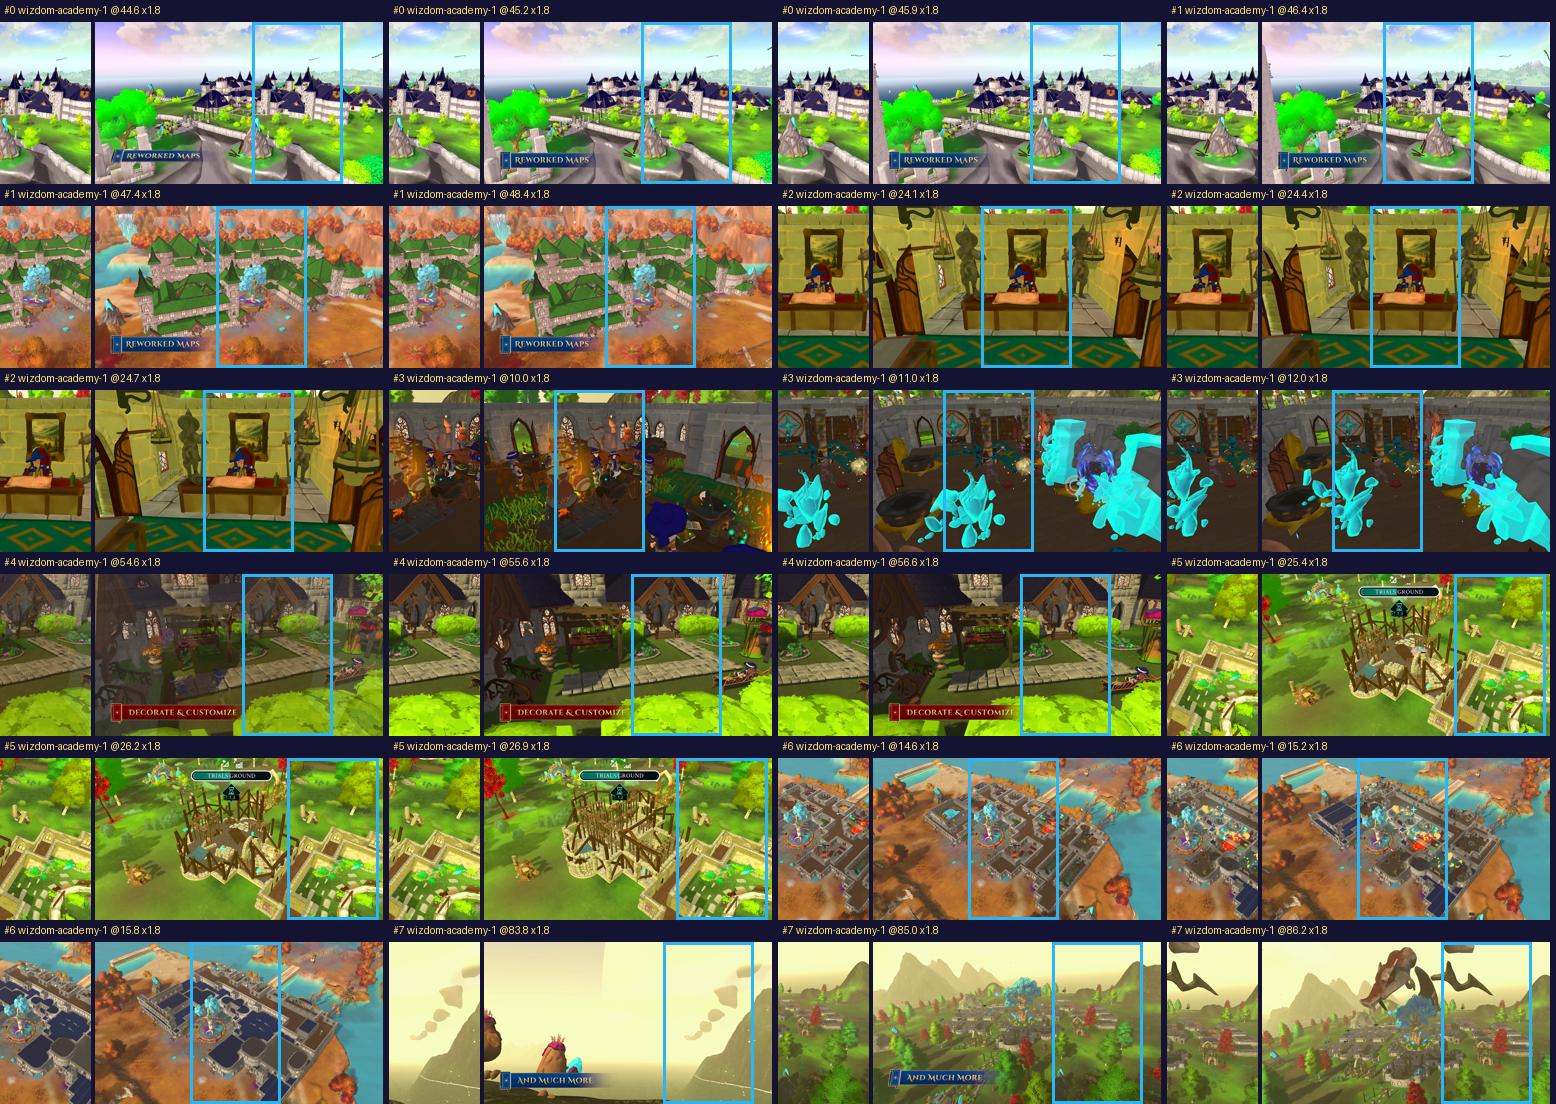 #0 wizdom-academy-1 @44.6 x1.8
#0 wizdom-academy-1 @45.2 x1.8
#0 wizdom-academy-1 @45.9 x1.8
#1 wizdom-academy-1 @46.4 x1.8
REWORKED MAPS
REWORKED MAPS
REWORKED MAPS
REWORKED MAPS
#1 wizdom-academy-1 @47.4 x1.8
#1 wizdom-academy-1 @48.4 x1.8
#2 wizdom-academy-1 @24.1 x1.8
#2 wizdom-academy-1 @24.4 x1.8
REWORKED MAPS
REWORKED MAPS
#2 wizdom-academy-1 @24.7 x1.8
#3 wizdom-academy-1 @10.0 x1.8
#3 wizdom-academy-1 @11.0 x1.8
#3 wizdom-academy-1 @12.0 x1.8
#4 wizdom-academy-1 @54.6 x1.8
#4 wizdom-academy-1 @55.6 x1.8
#4 wizdom-academy-1 @56.6 x1.8
#5 wizdom-academy-1 @25.4 x1.8
TRIALS GROUND
DECORATE & CUSTOMIZE
DECORATE & CUSTOMIZE
DECORATE & CUSTOMIZE
#5 wizdom-academy-1 @26.2 x1.8
#5 wizdom-academy-1 @26.9 x1.8
#6 wizdom-academy-1 @14.6 x1.8
#6 wizdom-academy-1 @15.2 x1.8
TRIALS GROUND
TRIALS GROUND
#6 wizdom-academy-1 @15.8 x1.8
#7 wizdom-academy-1 @83.8 x1.8
#7 wizdom-academy-1 @85.0 x1.8
#7 wizdom-academy-1 @86.2 x1.8
AND MUCH MORE
AND MUCH MORE